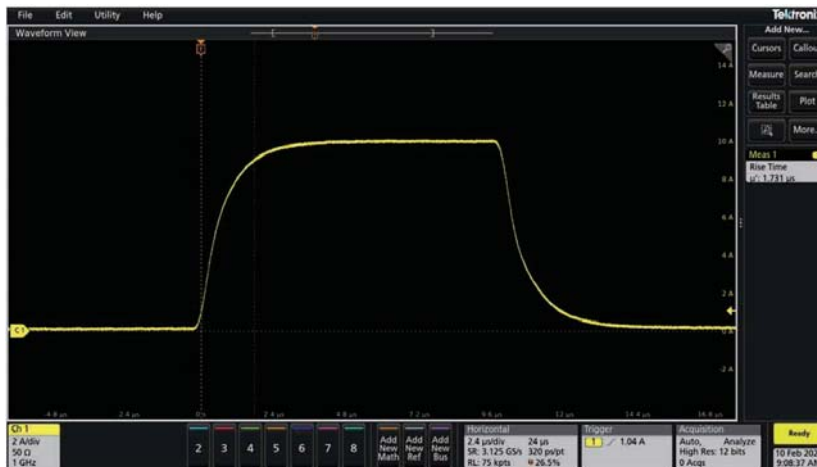 File Edit Utility Help
Tektronix
Waveform View
Add New...
Cursors Callou
Measure Search
Results Table Plot
More...
Meas 1
Rise Time
µ': 1.731 µs
14 A
12 A
10 A
8 A
6 A
4 A
2 A
0 A
-2 A
C1
-4.8 µs -2.4 µs 0 s 2.4 µs 4.8 µs 7.2 µs 9.6 µs 12 µs 14.4 µs 16.8 µs
Ch 1
2 A/div
50 Ω
1 GHz
2 3 4 5 6 7 8
Add New Math
Add New Ref
Add New Bus
Horizontal
2.4 µs/div 24 µs
SR: 3.125 GS/s 320 ps/pt
RL: 75 kpts 26.5%
Trigger
1 1.04 A
Acquisition
Auto, Analyze
High Res: 12 bits
0 Acqs
Ready
10 Feb 202
9:08:37 AM